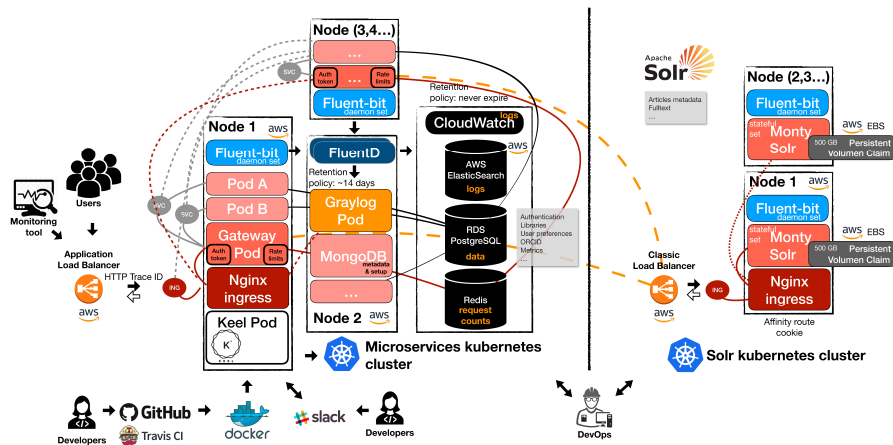 Node (3,4...)
...
SVC
Auth
token
...
Rate
limits
Fluent-bit
daemon set
Retention
policy: never expire
CloudWatch
logs
Node 1
aws
Fluent-bit
daemon set
FluentD
Retention
policy: ~14 days
aws
AWS
ElasticSearch
logs
Pod A
Pod B
SVC
SVC
Graylog
Pod
Gateway
Pod
Auth
token
Rate
limits
MongoDB
metadata
& setup
...
RDS
PostgreSQL
data
Authentication
Libraries
User preferences
ORCID
Metrics
...
Nginx
ingress
ING
Redis
request
counts
Keel Pod
K
Node 2
aws
Users
Monitoring
tool
Application
Load Balancer
HTTP Trace ID
aws
Microservices kubernetes
cluster
Developers
GitHub
Travis CI
docker
slack
Developers
DevOps
Apache
Solr
Articles metadata
Fulltext
...
Node (2,3...)
Fluent-bit
daemon set
stateful
set
Monty
Solr
aws
EBS
500 GB
Persistent
Volumen Claim
Node 1
Fluent-bit
daemon set
stateful
set
Monty
Solr
aws
EBS
500 GB
Persistent
Volumen Claim
Classic
Load Balancer
aws
ING
Nginx
ingress
Affinity route
cookie
Solr kubernetes cluster